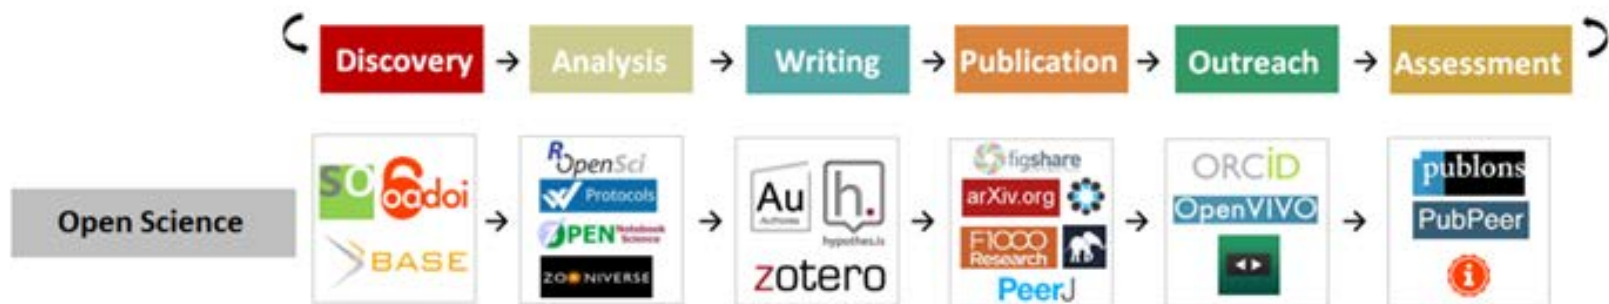 Discovery
Analysis
Writing
Publication
Outreach
Assessment
Open Science
SO
oadoi
BASE
ROpenSci
Protocols
OPEN Notebook Science
ZOONIVERSE
Au
Authorea
h.
hypothes.is
zotero
figshare
arXiv.org
F1000
Research
PeerJ
ORCiD
OpenVIVO
publons
PubPeer
i